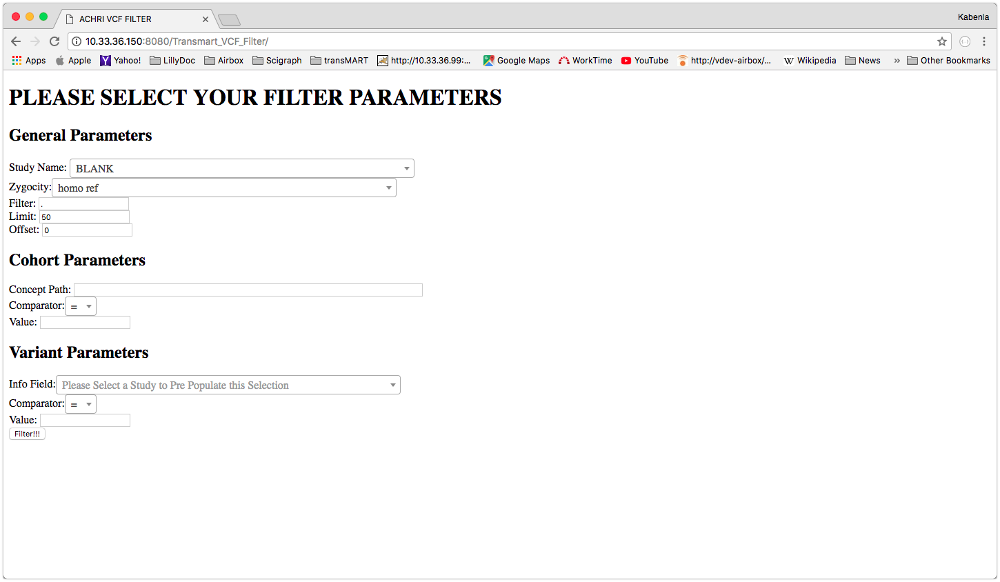 ACHRI VCF FILTER
Kabenla
10.33.36.150:8080/Transmart_VCF_Filter/
Apps Apple Yahoo! LillyDoc Airbox Scigraph transMART http://10.33.36.99:... Google Maps WorkTime YouTube http://vdev-airbox/... Wikipedia News » Other Bookmarks
PLEASE SELECT YOUR FILTER PARAMETERS
General Parameters
Study Name: BLANK
Zygocity: homo ref
Filter: .
Limit: 50
Offset: 0
Cohort Parameters
Concept Path:
Comparator: =
Value:
Variant Parameters
Info Field: Please Select a Study to Pre Populate this Selection
Comparator: =
Value:
Filter!!!